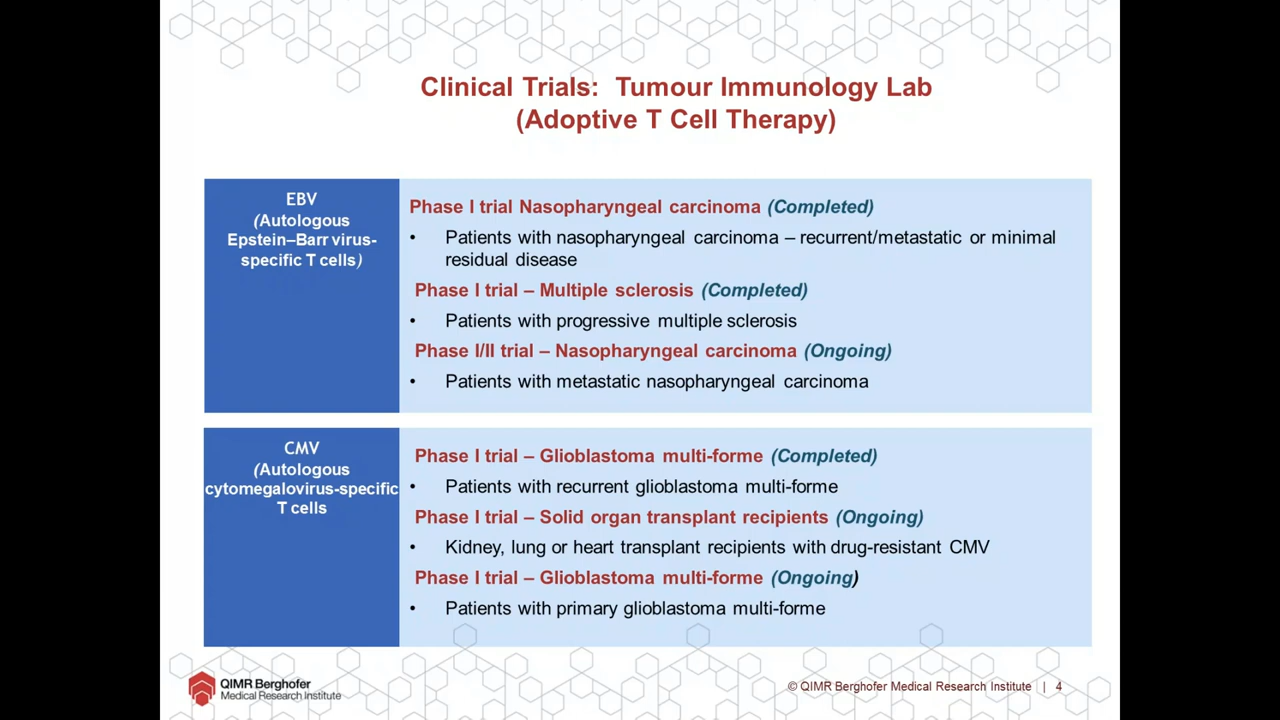 Clinical Trials: Tumour Immunology Lab
(Adoptive T Cell Therapy)
EBV
(Autologous
Epstein–Barr virus-
specific T cells)
Phase I trial Nasopharyngeal carcinoma (Completed)
• Patients with nasopharyngeal carcinoma – recurrent/metastatic or minimal
residual disease
Phase I trial – Multiple sclerosis (Completed)
• Patients with progressive multiple sclerosis
Phase I/II trial – Nasopharyngeal carcinoma (Ongoing)
• Patients with metastatic nasopharyngeal carcinoma
CMV
(Autologous
cytomegalovirus-specific
T cells
Phase I trial – Glioblastoma multi-forme (Completed)
• Patients with recurrent glioblastoma multi-forme
Phase I trial – Solid organ transplant recipients (Ongoing)
• Kidney, lung or heart transplant recipients with drug-resistant CMV
Phase I trial – Glioblastoma multi-forme (Ongoing)
• Patients with primary glioblastoma multi-forme
QIMR Berghofer
Medical Research Institute
© QIMR Berghofer Medical Research Institute | 4